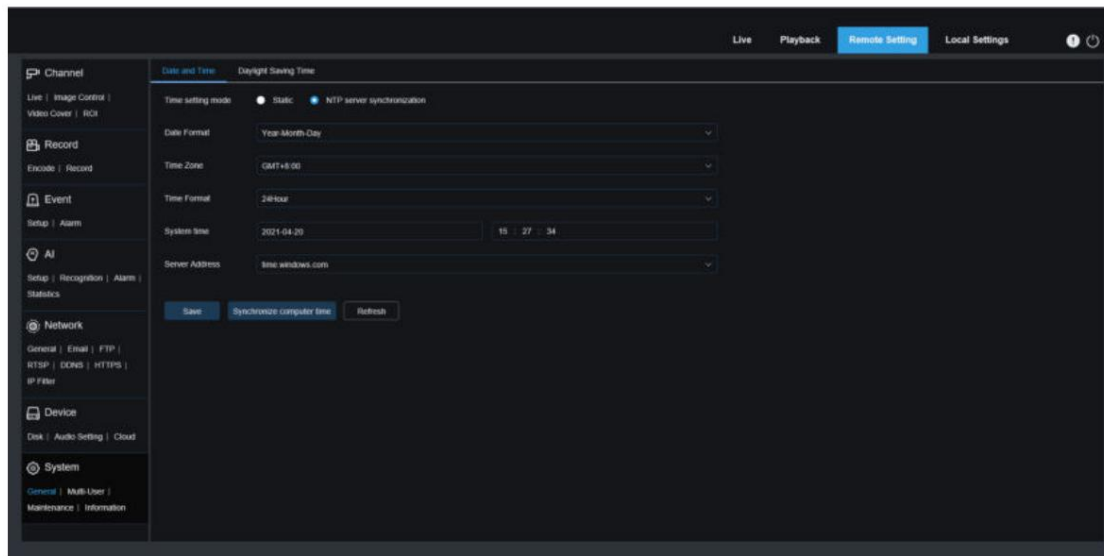 Live Playback Remote Setting Local Settings
Channel
Live | Image Control |
Video Cover | ROI
Record
Encode | Record
Event
Setup | Alarm
AI
Setup | Recognition | Alarm |
Statistics
Network
General | Email | FTP |
RTSP | DDNS | HTTPS |
IP Filter
Device
Disk | Audio Setting | Cloud
System
General | Multi-User |
Maintenance | Information
Date and Time Daylight Saving Time
Time setting mode Static NTP server synchronization
Date Format Year-Month-Day
Time Zone GMT+8:00
Time Format 24Hour
System time 2021-04-20 15 : 27 : 34
Server Address time.windows.com
Save Synchronize computer time Refresh